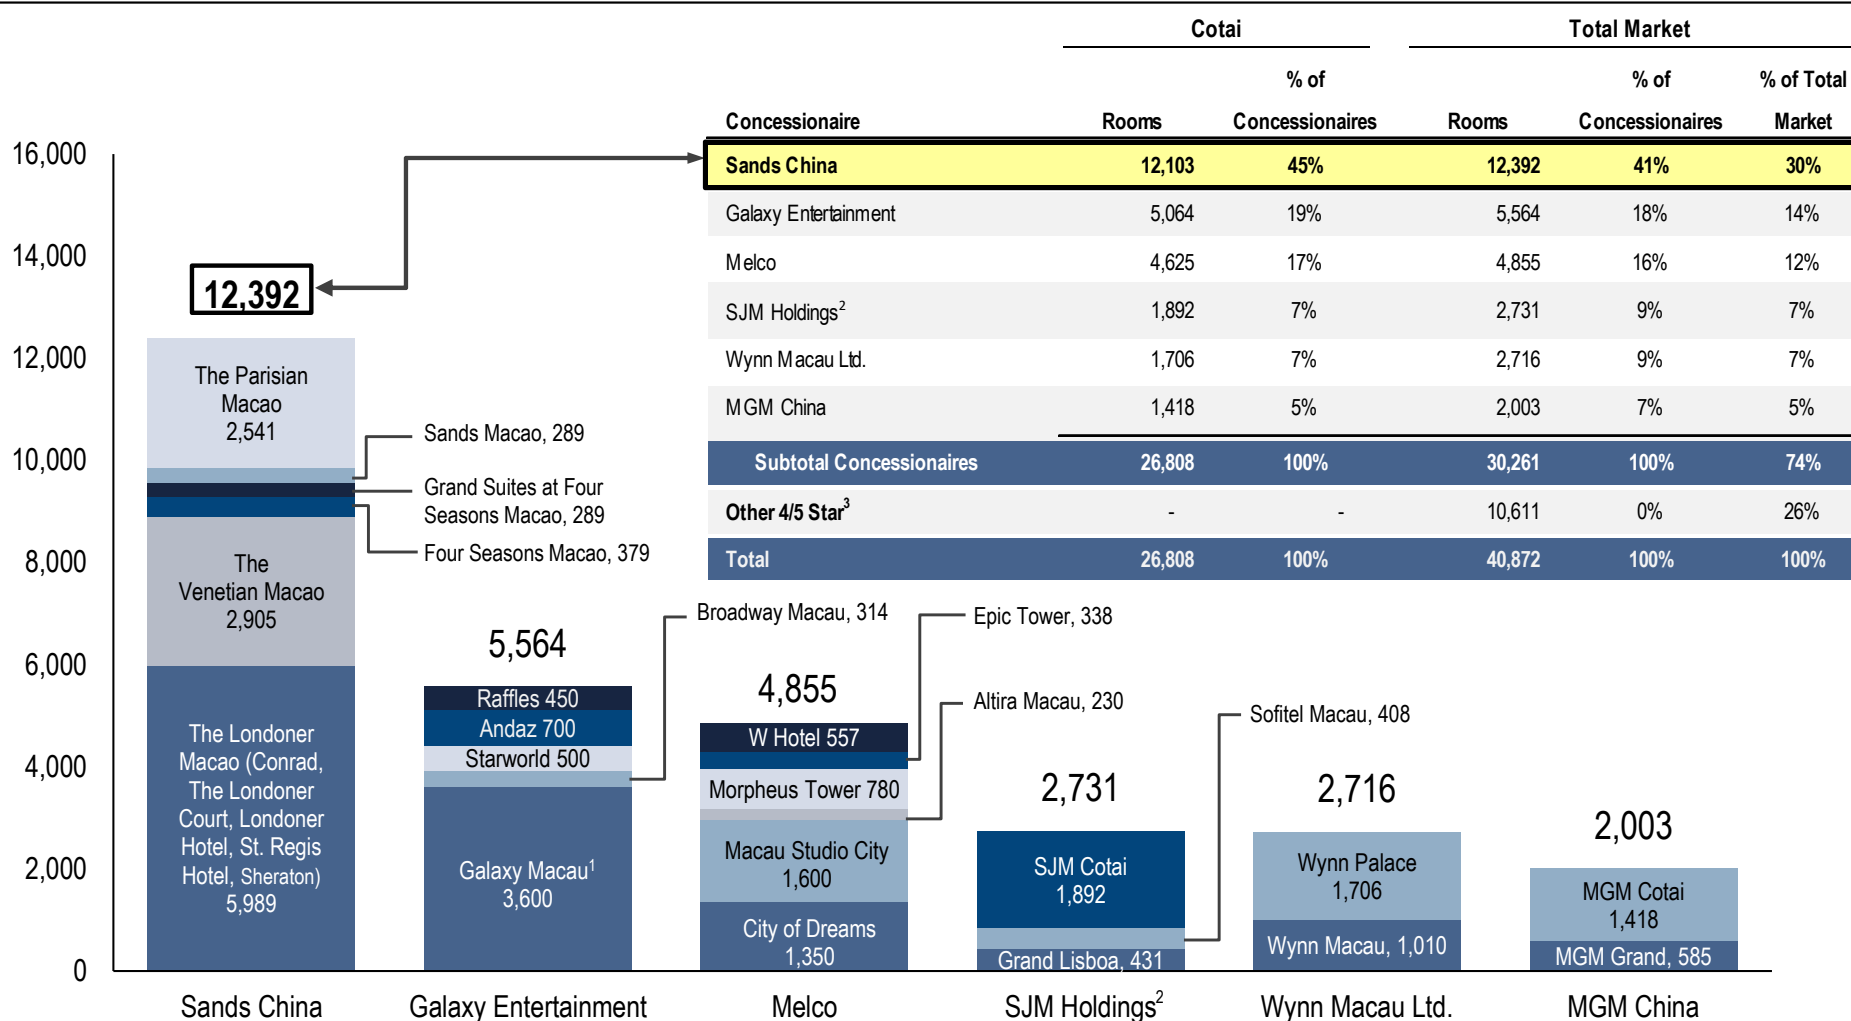 Cotai Total Market
% of % of % of Total
Concessionaire Rooms Concessionaires Rooms Concessionaires Market
Sands China 12,103 45% 12,392 41% 30%
Galaxy Entertainment 5,064 19% 5,564 18% 14%
Melco 4,625 17% 4,855 16% 12%
SJM Holdings² 1,892 7% 2,731 9% 7%
Wynn Macau Ltd. 1,706 7% 2,716 9% 7%
MGM China 1,418 5% 2,003 7% 5%
Subtotal Concessionaires 26,808 100% 30,261 100% 74%
Other 4/5 Star³ - - 10,611 0% 26%
Total 26,808 100% 40,872 100% 100%
16,000
14,000
12,000
10,000
8,000
6,000
4,000
2,000
0
12,392
The Parisian
Macao
2,541
Sands Macao, 289
Grand Suites at Four
Seasons Macao, 289
Four Seasons Macao, 379
The
Venetian Macao
2,905
The Londoner
Macao (Conrad,
The Londoner
Court, Londoner
Hotel, St. Regis
Hotel, Sheraton)
5,989
5,564
Broadway Macau, 314
Raffles 450
Andaz 700
Starworld 500
Galaxy Macau¹
3,600
4,855
Epic Tower, 338
Altira Macau, 230
W Hotel 557
Morpheus Tower 780
Macau Studio City
1,600
City of Dreams
1,350
2,731
Sofitel Macau, 408
SJM Cotai
1,892
Grand Lisboa, 431
2,716
Wynn Palace
1,706
Wynn Macau, 1,010
2,003
MGM Cotai
1,418
MGM Grand, 585
Sands China Galaxy Entertainment Melco SJM Holdings² Wynn Macau Ltd. MGM China